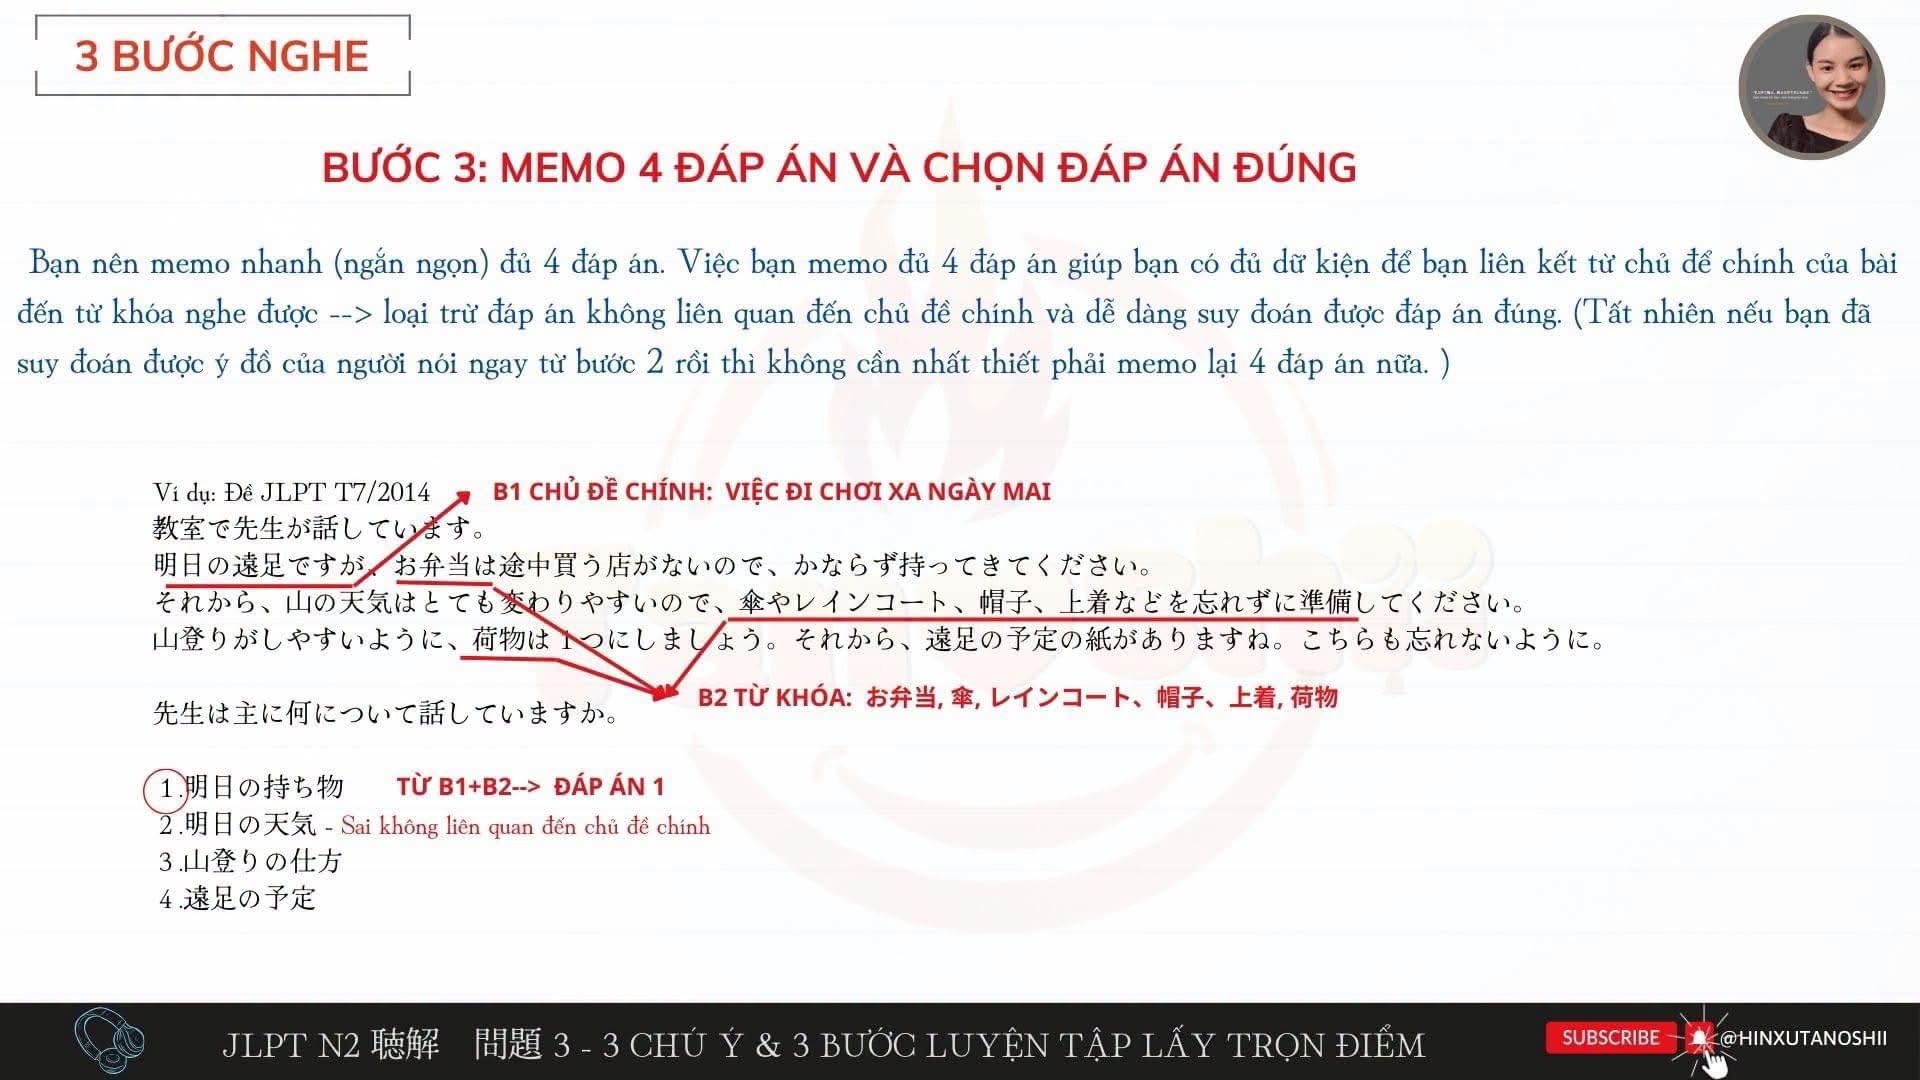 3 BƯỚC NGHE
BƯỚC 3: MEMO 4 ĐÁP ÁN VÀ CHỌN ĐÁP ÁN ĐÚNG
Bạn nên memo nhanh (ngắn ngọn) đủ 4 đáp án. Việc bạn memo đủ 4 đáp án giúp bạn có đủ dữ kiện để bạn liên kết từ chủ để chính của bài
đến từ khóa nghe được --> loại trừ đáp án không liên quan đến chủ đề chính và dễ dàng suy đoán được đáp án đúng. (Tất nhiên nếu bạn đã
suy đoán được ý đồ của người nói ngay từ bước 2 rồi thì không cần nhất thiết phải memo lại 4 đáp án nữa. )
Ví dụ: Đề JLPT T7/2014 B1 CHỦ ĐỀ CHÍNH: VIỆC ĐI CHƠI XA NGÀY MAI
教室で先生が話しています。
明日の遠足ですが、お弁当は途中買う店がないので、かならず持ってきてください。
それから、山の天気はとても変わりやすいので、傘やレインコート、帽子、上着などを忘れずに準備してください。
山登りがしやすいように、荷物は1つにしましょう。それから、遠足の予定の紙がありますね。こちらも忘れないように。
B2 TỪ KHÓA: お弁当, 傘, レインコート、帽子、上着, 荷物
先生は主に何について話していますか。
1.明日の持ち物 TỪ B1+B2--> ĐÁP ÁN 1
2.明日の天気 - Sai không liên quan đến chủ đề chính
3.山登りの仕方
4.遠足の予定
JLPT N2 聴解　問題 3 - 3 CHÚ Ý & 3 BƯỚC LUYỆN TẬP LẤY TRỌN ĐIỂM
SUBSCRIBE @HINXUTANOSHII